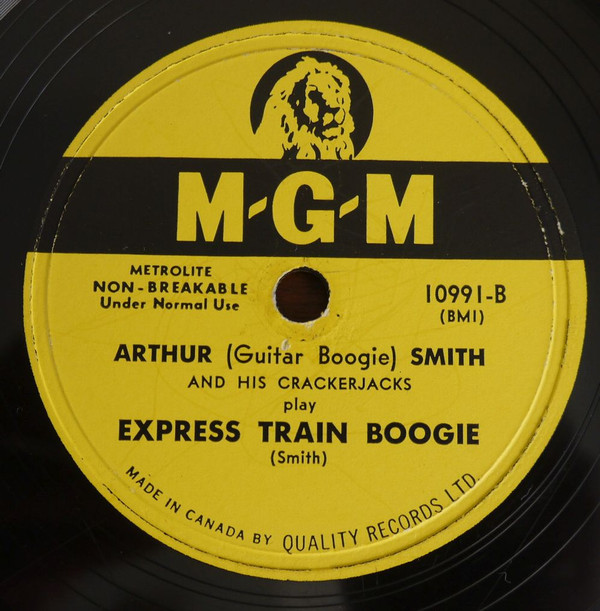 M-G-M
METROLITE
NON-BREAKABLE
Under Normal Use
10991-B
(BMI)
ARTHUR (Guitar Boogie) SMITH
AND HIS CRACKERJACKS
play
EXPRESS TRAIN BOOGIE
(Smith)
MADE IN CANADA BY QUALITY RECORDS LTD.